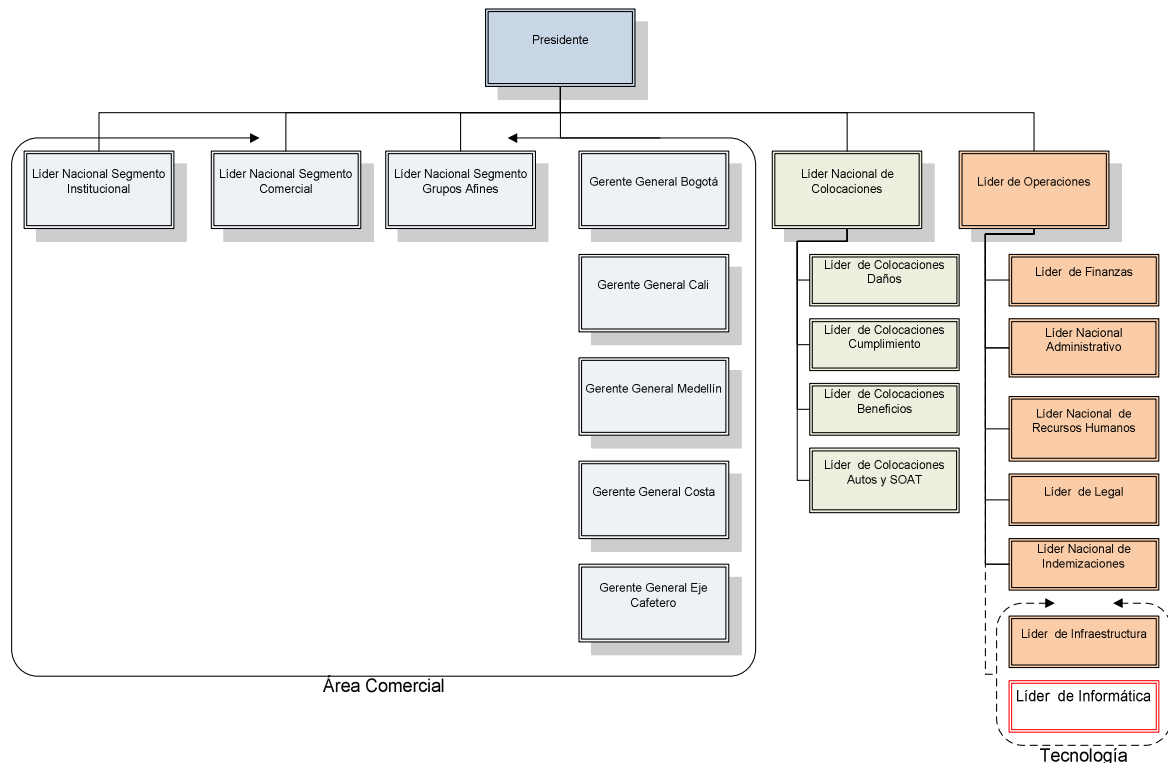 Presidente
Líder Nacional Segmento
Institucional
Líder Nacional Segmento
Comercial
Líder Nacional Segmento
Grupos Afines
Gerente General Bogotá
Líder Nacional de
Colocaciones
Líder de Operaciones
Gerente General Cali
Gerente General Medellín
Gerente General Costa
Gerente General Eje
Cafetero
Área Comercial
Líder de Colocaciones
Daños
Líder de Colocaciones
Cumplimiento
Líder de Colocaciones
Beneficios
Líder de Colocaciones
Autos y SOAT
Líder de Finanzas
Líder Nacional
Administrativo
Líder Nacional de
Recursos Humanos
Líder de Legal
Líder Nacional de
Indemizaciones
Líder de Infraestructura
Líder de Informática
Tecnología